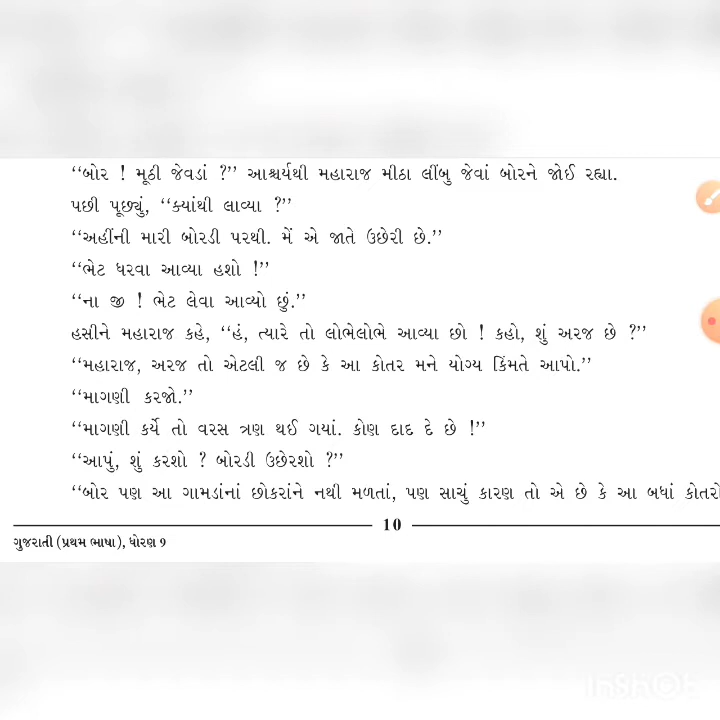 “બોર ! મૂઠી જેવડાં ?” આશ્ચર્યથી મહારાજ મીઠા લીંબુ જેવાં બોરને જોઈ રહ્યા.
પછી પૂછ્યું, “ક્યાંથી લાવ્યા ?”
“અહીંની મારી બોરડી પરથી. મેં એ જાતે ઉછેરી છે.”
“ભેટ ધરવા આવ્યા હશો !”
“ના જી ! ભેટ લેવા આવ્યો છું.”
હસીને મહારાજ કહે, “હં, ત્યારે તો લોભેલોભે આવ્યા છો ! કહો, શું અરજ છે ?”
“મહારાજ, અરજ તો એટલી જ છે કે આ કોતર મને યોગ્ય કિંમતે આપો.”
“માગણી કરજો.”
“માગણી કર્યે તો વરસ ત્રણ થઈ ગયાં. કોણ દાદ દે છે !”
“આપું, શું કરશો ? બોરડી ઉછેરશો ?”
“બોર પણ આ ગામડાંનાં છોકરાંને નથી મળતાં, પણ સાચું કારણ તો એ છે કે આ બધાં કોતરો
10
ગુજરાતી (પ્રથમ ભાષા), ધોરણ 9
InShOt